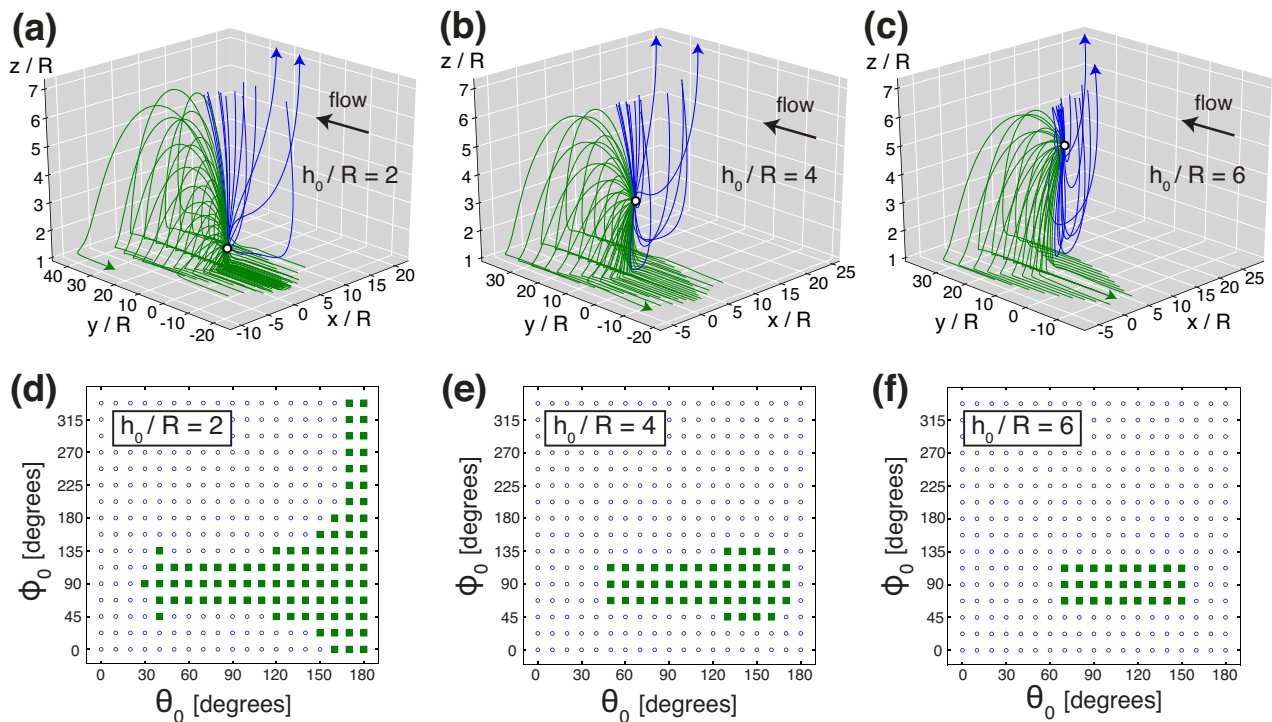 (a)
z / R
7
6
5
4
3
2
1
flow
h₀ / R = 2
40
30
20
10
0
-10
-20
y / R
-10
-5
0
5
10
15
20
x / R
(b)
z / R
7
6
5
4
3
2
1
flow
h₀ / R = 4
30
20
10
0
-10
-20
y / R
-5
0
5
10
15
20
25
x / R
(c)
z / R
7
6
5
4
3
2
1
flow
h₀ / R = 6
30
20
10
0
-10
y / R
-5
0
5
10
15
20
25
x / R
(d)
h₀ / R = 2
315
270
225
180
135
90
45
0
ϕ₀ [degrees]
0 30 60 90 120 150 180
θ₀ [degrees]
(e)
h₀ / R = 4
315
270
225
180
135
90
45
0
ϕ₀ [degrees]
0 30 60 90 120 150 180
θ₀ [degrees]
(f)
h₀ / R = 6
315
270
225
180
135
90
45
0
ϕ₀ [degrees]
0 30 60 90 120 150 180
θ₀ [degrees]